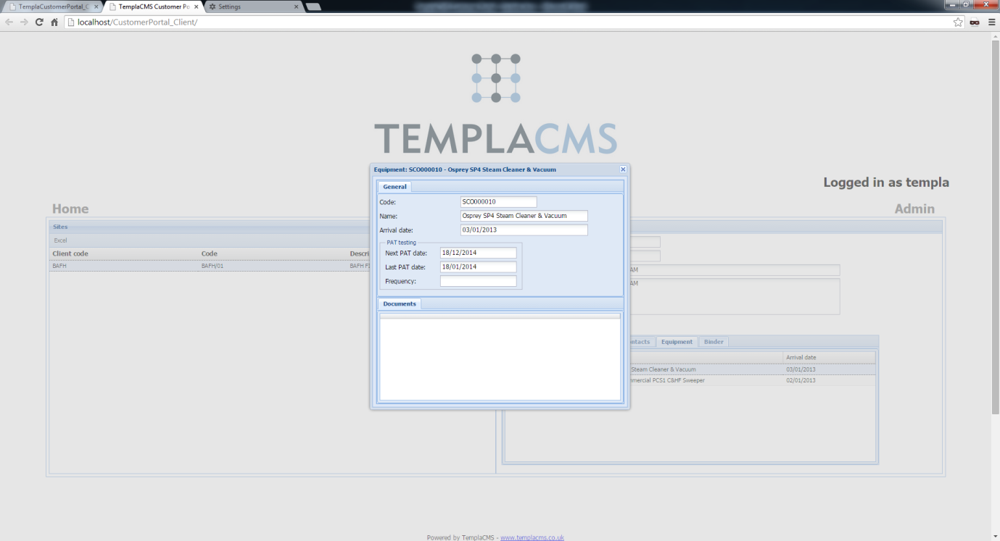 TemplaCustomerPortal_C
TemplaCMS Customer Po
Settings
localhost/CustomerPortal_Client/
TEMPLACMS
Logged in as templa
Home
Admin
Sites
Excel
Client code Code Descri
BAFH BAFH/01 BAFH F
Equipment: SCO000010 - Osprey SP4 Steam Cleaner & Vacuum
General
Code: SCO000010
Name: Osprey SP4 Steam Cleaner & Vacuum
Arrival date: 03/01/2013
PAT testing
Next PAT date: 18/12/2014
Last PAT date: 18/01/2014
Frequency:
Documents
AM
AM
ntacts Equipment Binder
Arrival date
Steam Cleaner & Vacuum 03/01/2013
mmercial PCS1 C&HF Sweeper 02/01/2013
Powered by TemplaCMS - www.templacms.co.uk